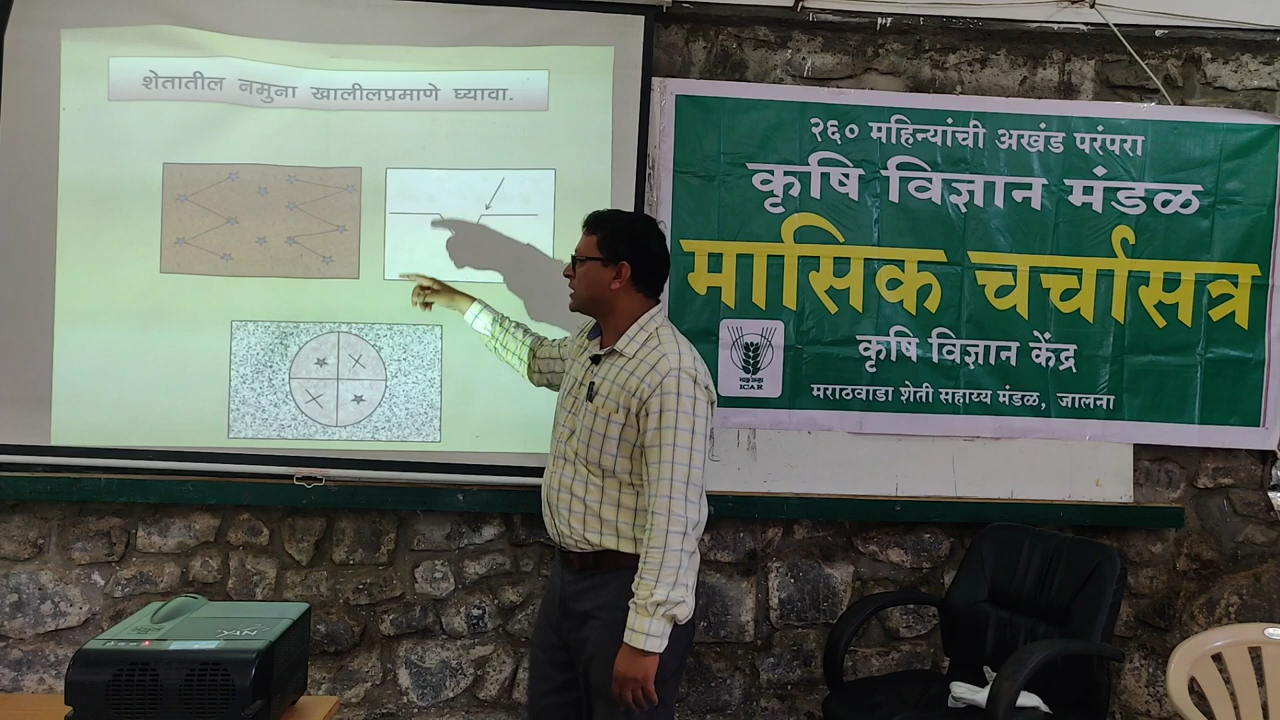 शेतातील नमुना खालीलप्रमाणे घ्यावा.
२६० महिन्यांची अखंड परंपरा
कृषि विज्ञान मंडळ
मासिक चर्चासत्र
कृषि विज्ञान केंद्र
मराठवाडा शेती सहाय्य मंडळ, जालना
ICAR